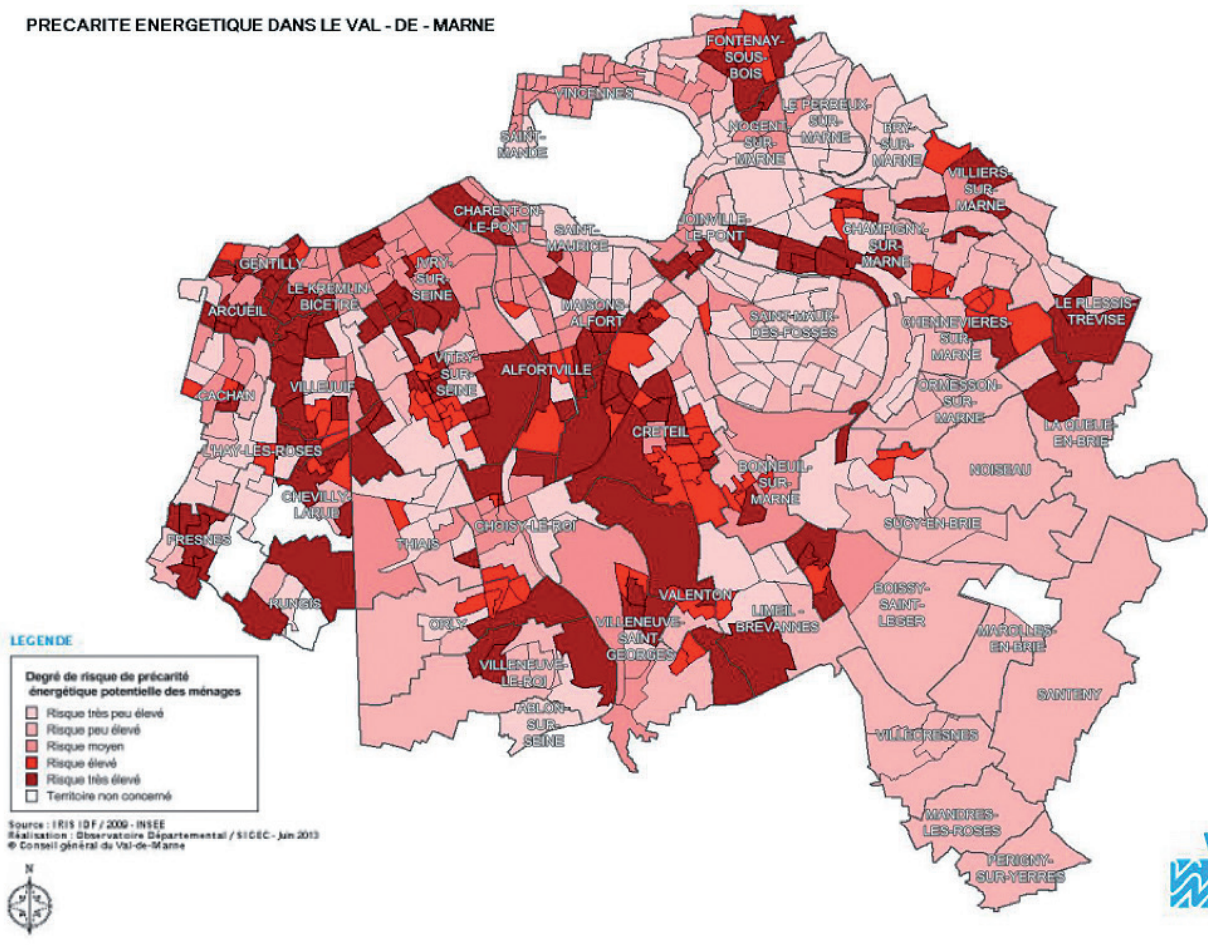 PRECARITE ENERGETIQUE DANS LE VAL - DE - MARNE
FONTENAY-
SOUS-
BOIS
VINCENNES
SAINT-
MANDE
LE PERREUX-
SUR-
MARNE
NOGENT-
SUR-
MARNE
BRY-
SUR-
MARNE
VILLIERS-
SUR-
MARNE
CHARENTON-
LE-PONT
SAINT-
MAURICE
JOINVILLE-
LE-PONT
CHAMPIGNY-
SUR-
MARNE
GENTILLY
LE KREMLIN-
BICETRE
IVRY-
SUR-
SEINE
ARCUEIL
MAISONS-
ALFORT
SAINT-MAUR-
DES-FOSSES
CHENNEVIERES-
SUR-
MARNE
LE PLESSIS-
TREVISE
CACHAN
VILLEJUIF
VITRY-
SUR-
SEINE
ALFORTVILLE
ORMESSON-
SUR-
MARNE
LA QUEUE-
EN-BRIE
L'HAY-LES-ROSES
CRETEIL
BONNEUIL-
SUR-
MARNE
NOISEAU
CHEVILLY-
LARUE
SUCY-EN-BRIE
FRESNES
THIAIS
CHOISY-LE-ROI
RUNGIS
ORLY
VALENTON
LIMEIL-
BREVANNES
BOISSY-
SAINT-
LEGER
MAROLLES-
EN-BRIE
VILLENEUVE-
SAINT-
GEORGES
VILLENEUVE-
LE-ROI
ABLON-
SUR-
SEINE
SANTENY
VILLECRESNES
MANDRES-
LES-ROSES
PERIGNY-
SUR-YERRES
LEGENDE
Degré de risque de précarité
énergétique potentielle des ménages
Risque très peu élevé
Risque peu élevé
Risque moyen
Risque élevé
Risque très élevé
Territoire non concerné
Source : IRIS IDF / 2009 - INSEE
Réalisation : Observatoire Départemental / SIGEC - Juin 2013
© Conseil général du Val-de-Marne
N